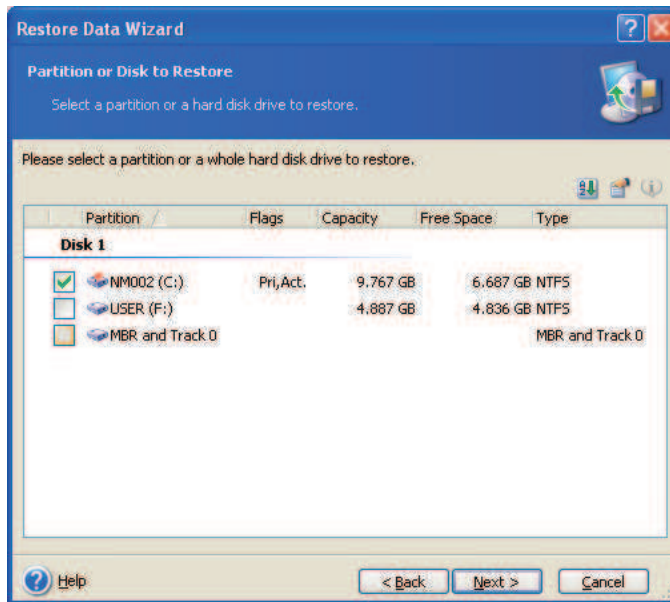 Restore Data Wizard
Partition or Disk to Restore
Select a partition or a hard disk drive to restore.
Please select a partition or a whole hard disk drive to restore.
Partition Flags Capacity Free Space Type
Disk 1
NM002 (C:) Pri,Act. 9.767 GB 6.687 GB NTFS
USER (F:) 4.887 GB 4.836 GB NTFS
MBR and Track 0 MBR and Track 0
Help < Back Next > Cancel